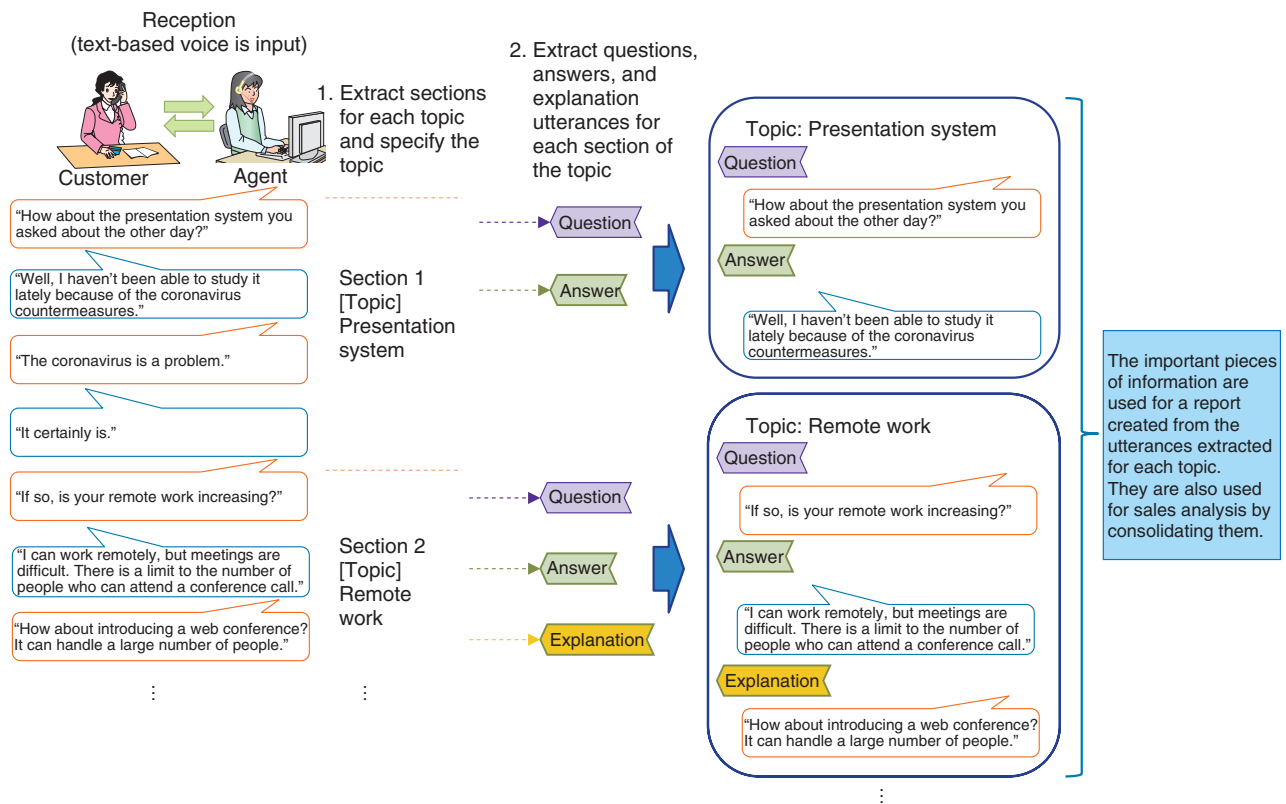 Reception
(text-based voice is input)
Customer
Agent
1. Extract sections
for each topic
and specify the
topic
2. Extract questions,
answers, and
explanation
utterances for
each section of
the topic
“How about the presentation system you
asked about the other day?”
“Well, I haven’t been able to study it
lately because of the coronavirus
countermeasures.”
“The coronavirus is a problem.”
“It certainly is.”
“If so, is your remote work increasing?”
“I can work remotely, but meetings are
difficult. There is a limit to the number of
people who can attend a conference call.”
“How about introducing a web conference?
It can handle a large number of people.”
⋮
Section 1
[Topic]
Presentation
system
Section 2
[Topic]
Remote
work
⋮
Question
Answer
Question
Answer
Explanation
Topic: Presentation system
Question
“How about the presentation system you
asked about the other day?”
Answer
“Well, I haven’t been able to study it
lately because of the coronavirus
countermeasures.”
Topic: Remote work
Question
“If so, is your remote work increasing?”
Answer
“I can work remotely, but meetings are
difficult. There is a limit to the number of
people who can attend a conference call.”
Explanation
“How about introducing a web conference?
It can handle a large number of people.”
⋮
The important pieces
of information are
used for a report
created from the
utterances extracted
for each topic.
They are also used
for sales analysis by
consolidating them.